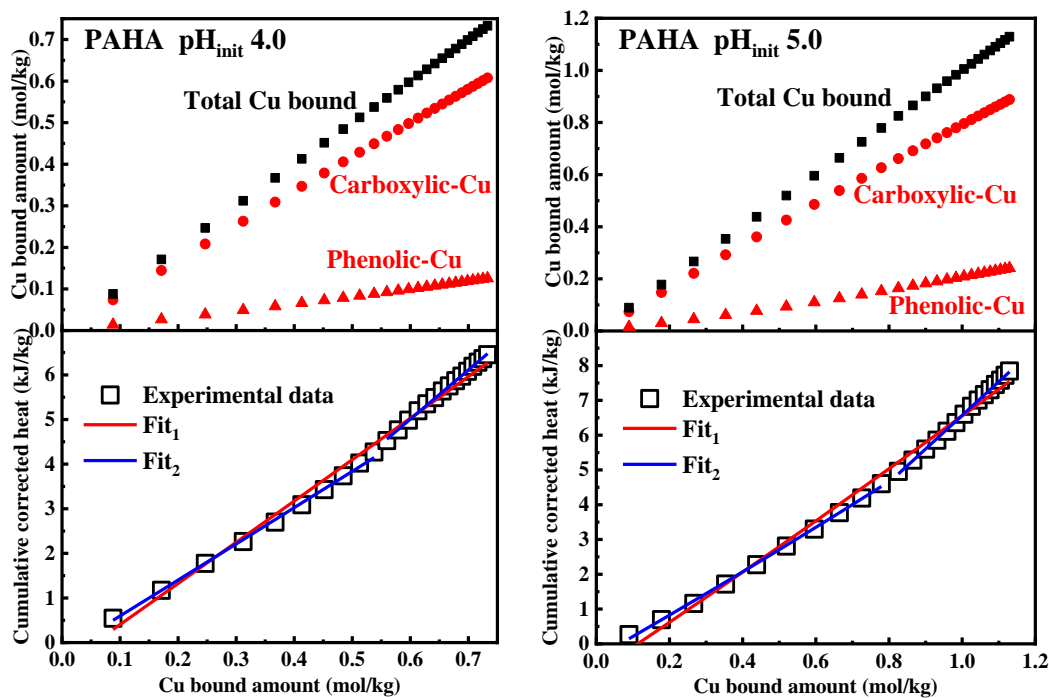 PAHA pHinit 4.0
Total Cu bound
Carboxylic-Cu
Phenolic-Cu
Cu bound amount (mol/kg)
0.7
0.6
0.5
0.4
0.3
0.2
0.1
0.0
Experimental data
Fit1
Fit2
Cumulative corrected heat (kJ/kg)
6
5
4
3
2
1
0
0.0 0.1 0.2 0.3 0.4 0.5 0.6 0.7
Cu bound amount (mol/kg)
PAHA pHinit 5.0
Total Cu bound
Carboxylic-Cu
Phenolic-Cu
Cu bound amount (mol/kg)
1.2
1.0
0.8
0.6
0.4
0.2
0.0
Experimental data
Fit1
Fit2
Cumulative corrected heat (kJ/kg)
8
7
6
5
4
3
2
1
0
0.0 0.2 0.4 0.6 0.8 1.0 1.2
Cu bound amount (mol/kg)